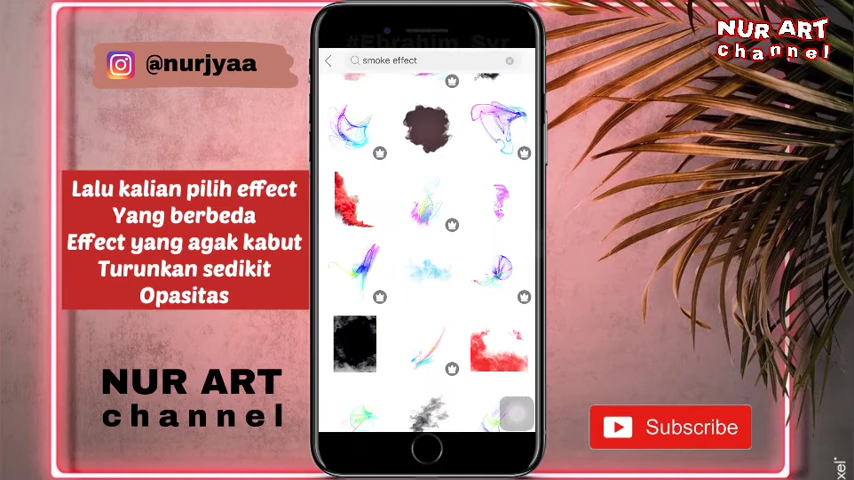 #Ebrahim_Syr
NUR ART
channel
@nurjyaa
smoke effect
Lalu kalian pilih effect
Yang berbeda
Effect yang agak kabut
Turunkan sedikit
Opasitas
NUR ART
channel
Subscribe